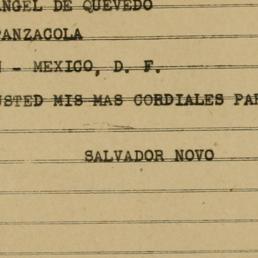 ANGEL DE QUEVEDO
PANZACOLA
- MEXICO, D. F.
USTED MIS MAS CORDIALES
SALVADOR NOVO